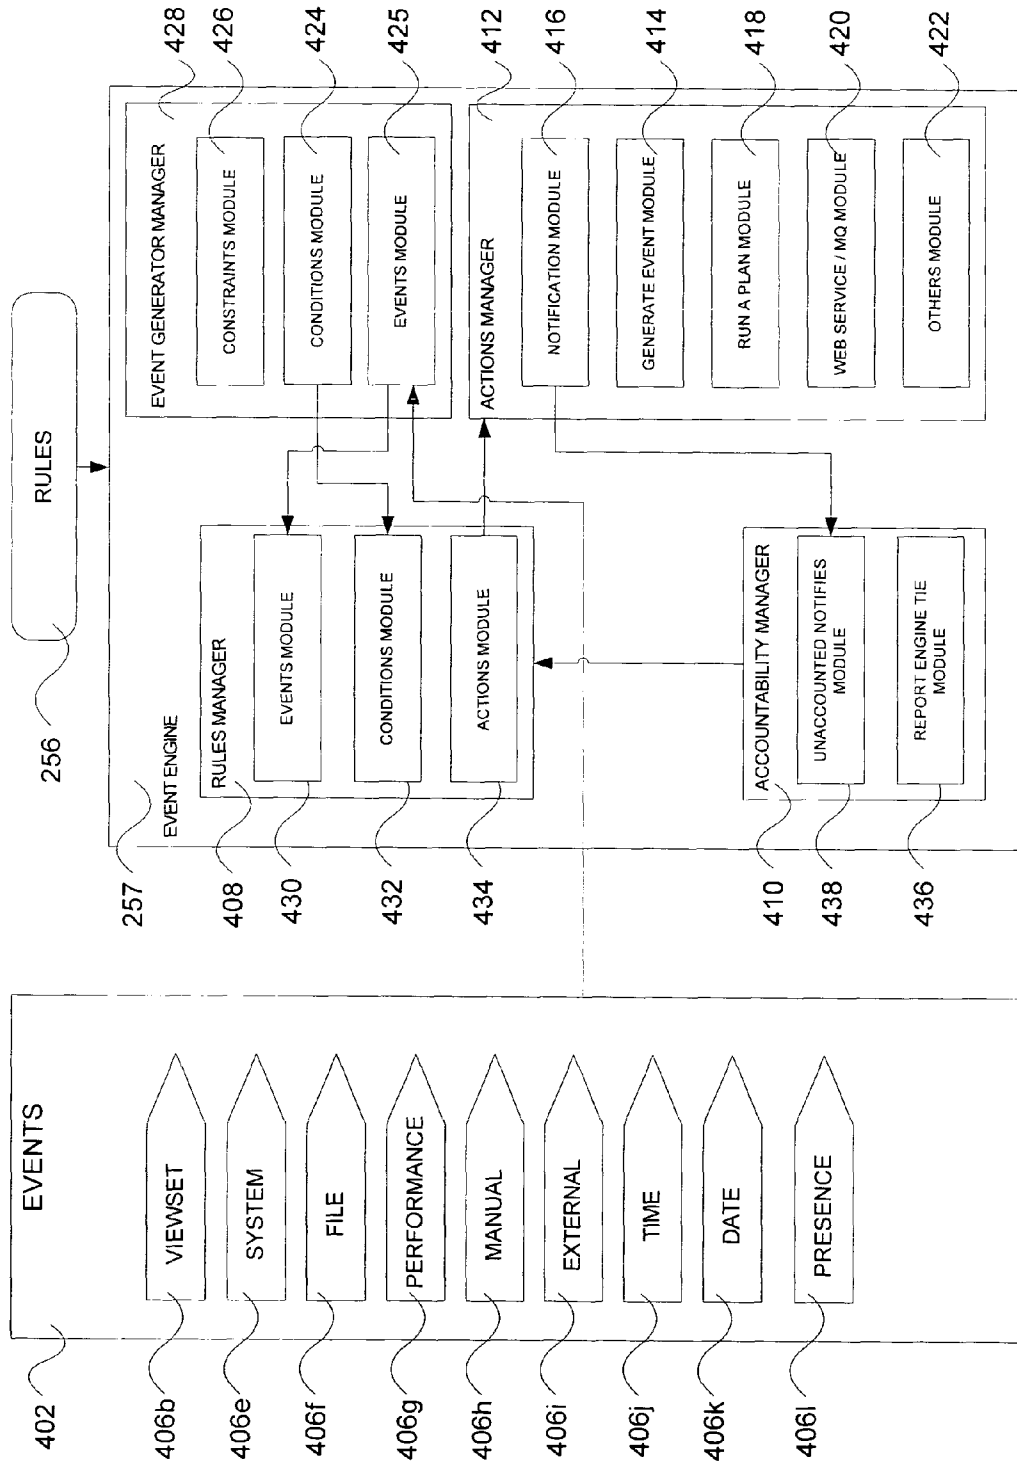 EVENTS
402
VIEWSET
406b
SYSTEM
406e
FILE
406f
PERFORMANCE
406g
MANUAL
406h
EXTERNAL
406i
TIME
406j
DATE
406k
PRESENCE
406l
RULES
256
257
EVENT ENGINE
RULES MANAGER
408
EVENTS MODULE
430
CONDITIONS MODULE
432
ACTIONS MODULE
434
ACCOUNTABILITY MANAGER
410
UNACCOUNTED NOTIFIES
MODULE
438
REPORT ENGINE TIE
MODULE
436
EVENT GENERATOR MANAGER
428
CONSTRAINTS MODULE
426
CONDITIONS MODULE
424
EVENTS MODULE
425
ACTIONS MANAGER
412
NOTIFICATION MODULE
416
GENERATE EVENT MODULE
414
RUN A PLAN MODULE
418
WEB SERVICE / MQ MODULE
420
OTHERS MODULE
422